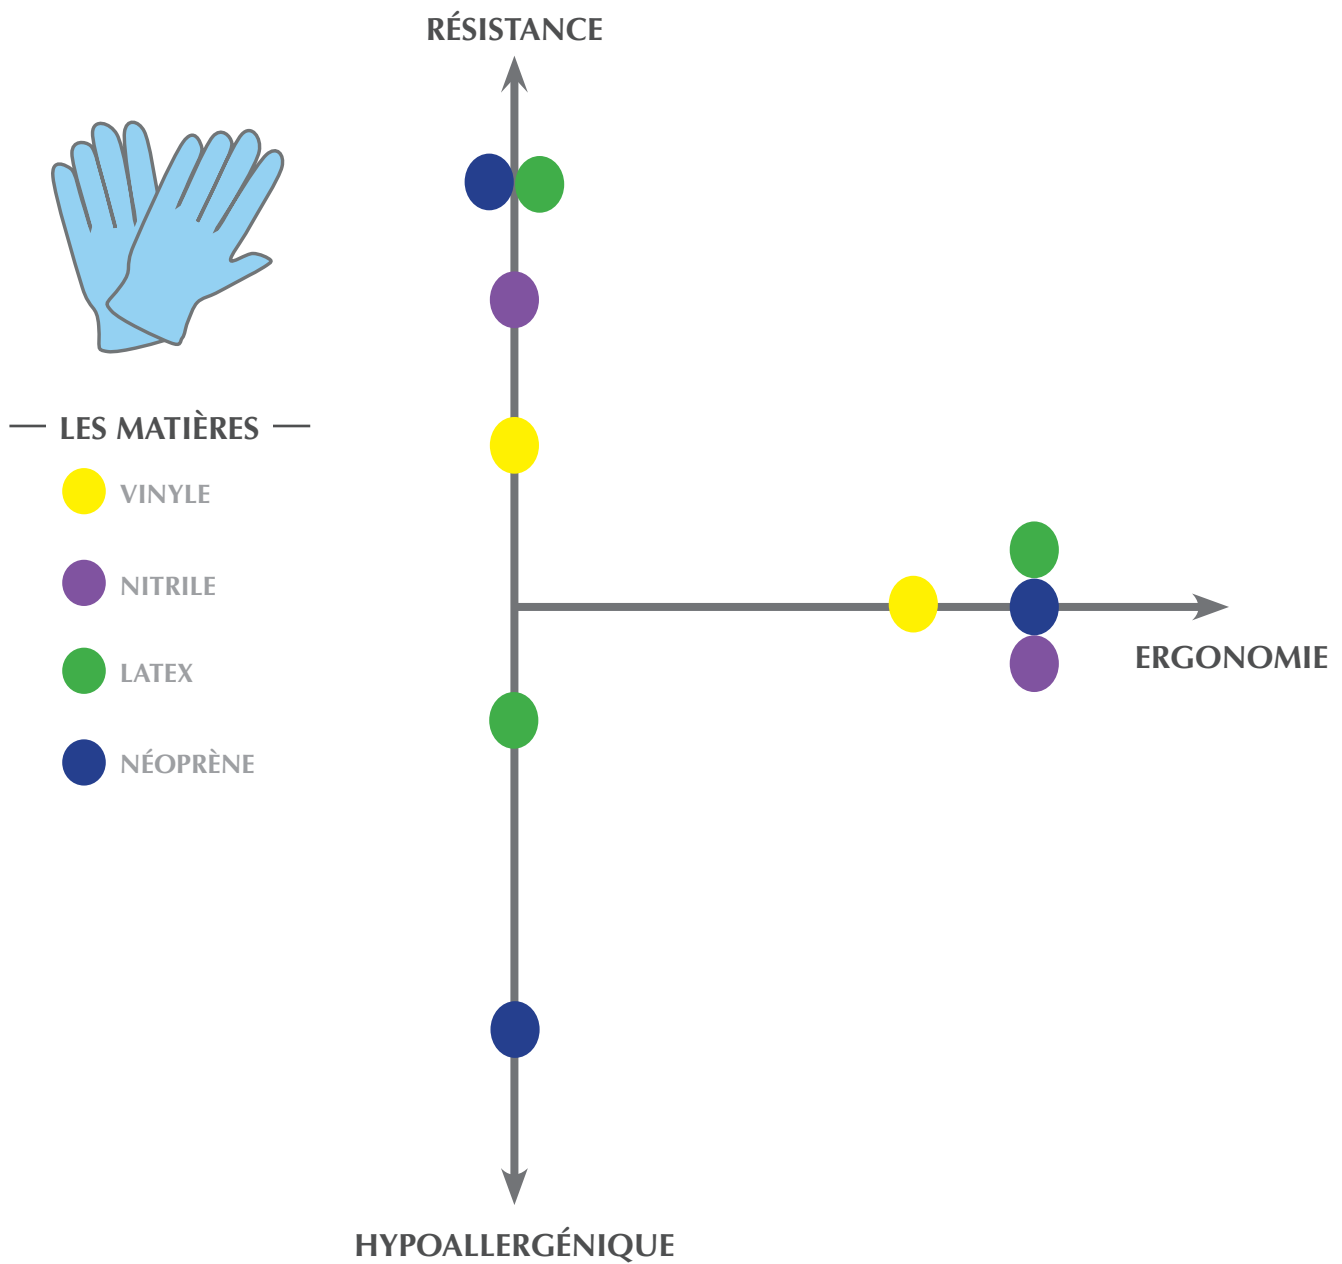 RÉSISTANCE
LES MATIÈRES
VINYLE
NITRILE
LATEX
NÉOPRÈNE
ERGONOMIE
HYPOALLERGÉNIQUE